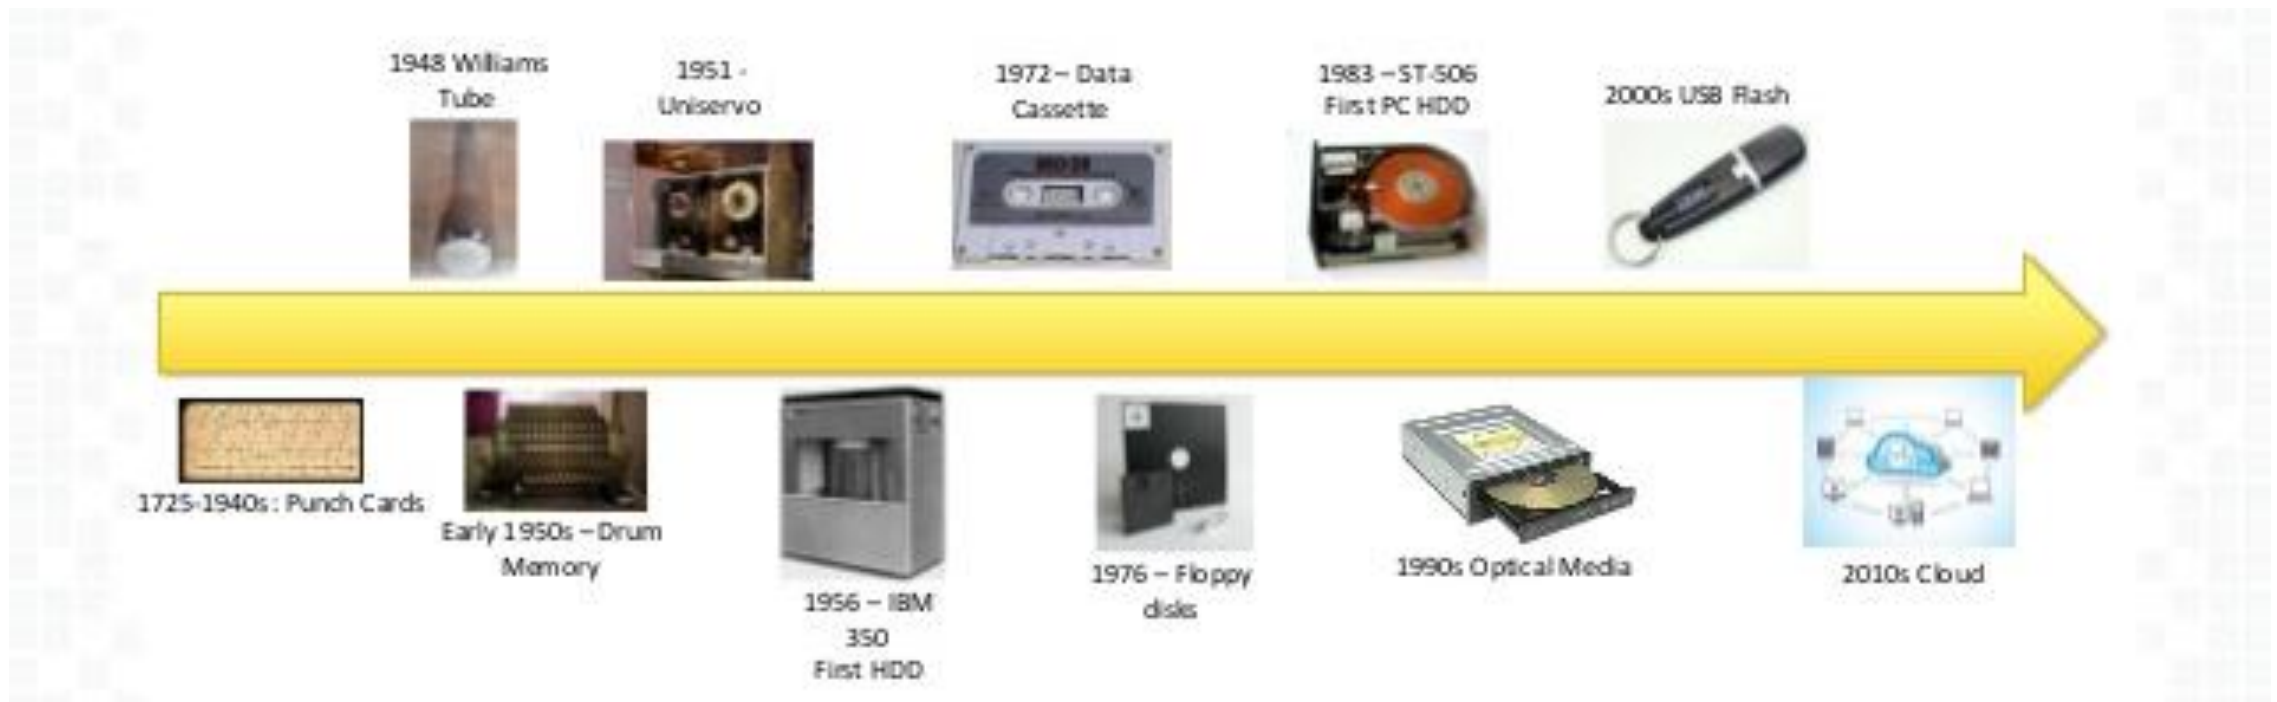 1948 Williams
Tube
1951 -
Uniservo
1972 – Data
Cassette
1983 – ST-506
First PC HDD
2000s USB Flash
1725-1940s : Punch Cards
Early 1950s – Drum
Memory
1956 – IBM
350
First HDD
1976 – Floppy
disks
1990s Optical Media
2010s Cloud